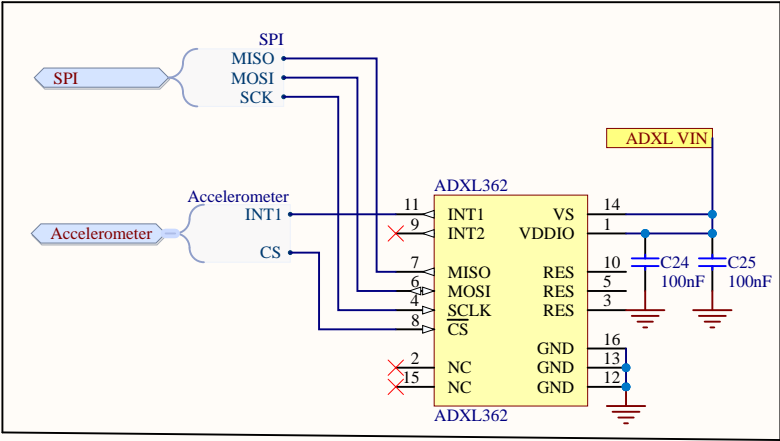 SPI
MISO
MOSI
SCK
SPI
Accelerometer
INT1
CS
Accelerometer
ADXL VIN
ADXL362
11 INT1 VS 14
9 INT2 VDDIO 1
C24 C25
100nF 100nF
7 MISO RES 10
6 MOSI RES 5
4 SCLK RES 3
8 CS
GND 16
2 NC GND 13
15 NC GND 12
ADXL362